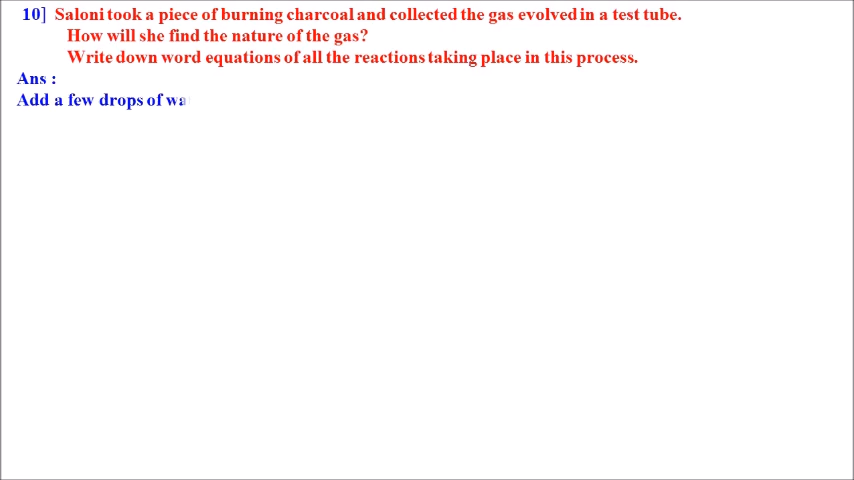 10] Saloni took a piece of burning charcoal and collected the gas evolved in a test tube.
How will she find the nature of the gas?
Write down word equations of all the reactions taking place in this process.
Ans :
Add a few drops of wa